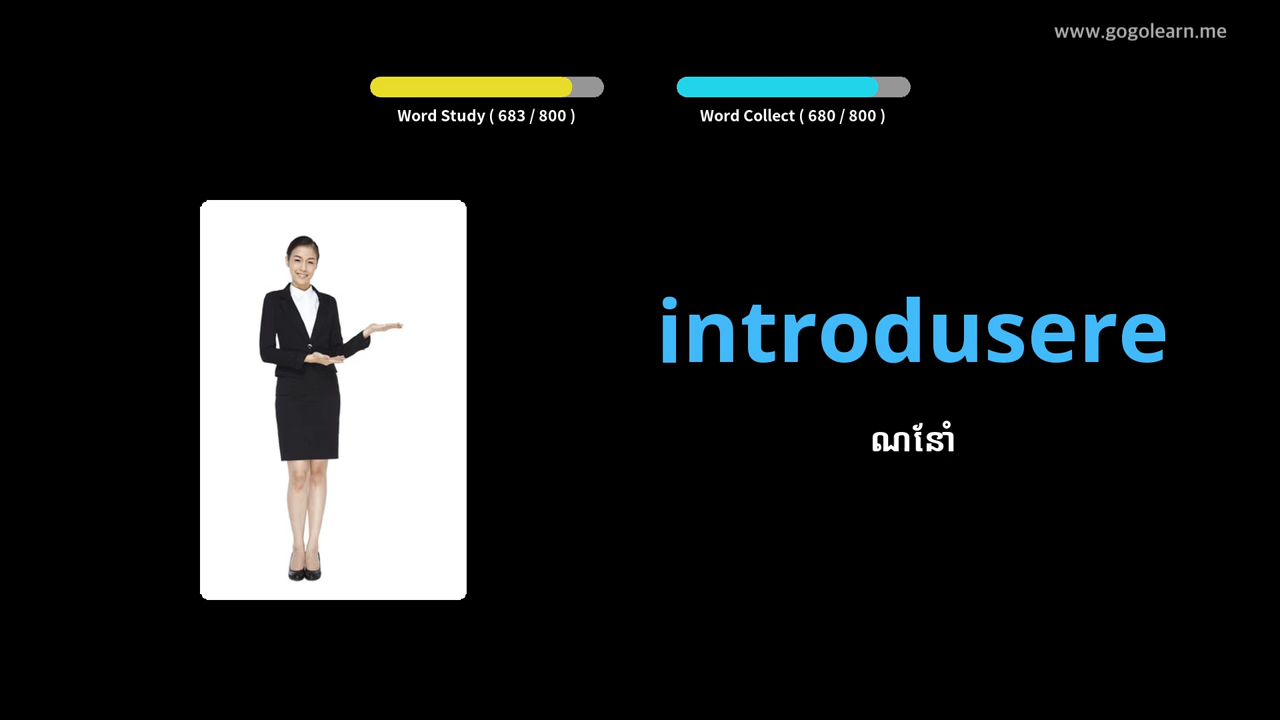 www.gogolearn.me
Word Study ( 683 / 800 )
Word Collect ( 680 / 800 )
introdusere
ណែនាំ